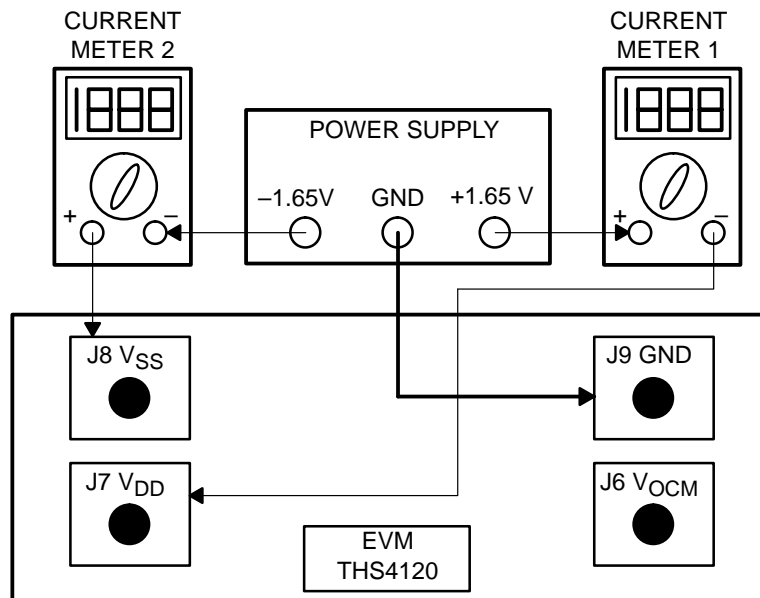 CURRENT
METER 2
CURRENT
METER 1
1888
1888
POWER SUPPLY
–1.65V
GND
+1.65 V
+
–
+
–
J8 VSS
J9 GND
J7 VDD
J6 VOCM
EVM
THS4120